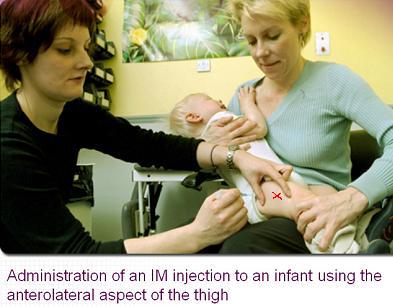 Administration of an IM injection to an infant using the
anterolateral aspect of the thigh